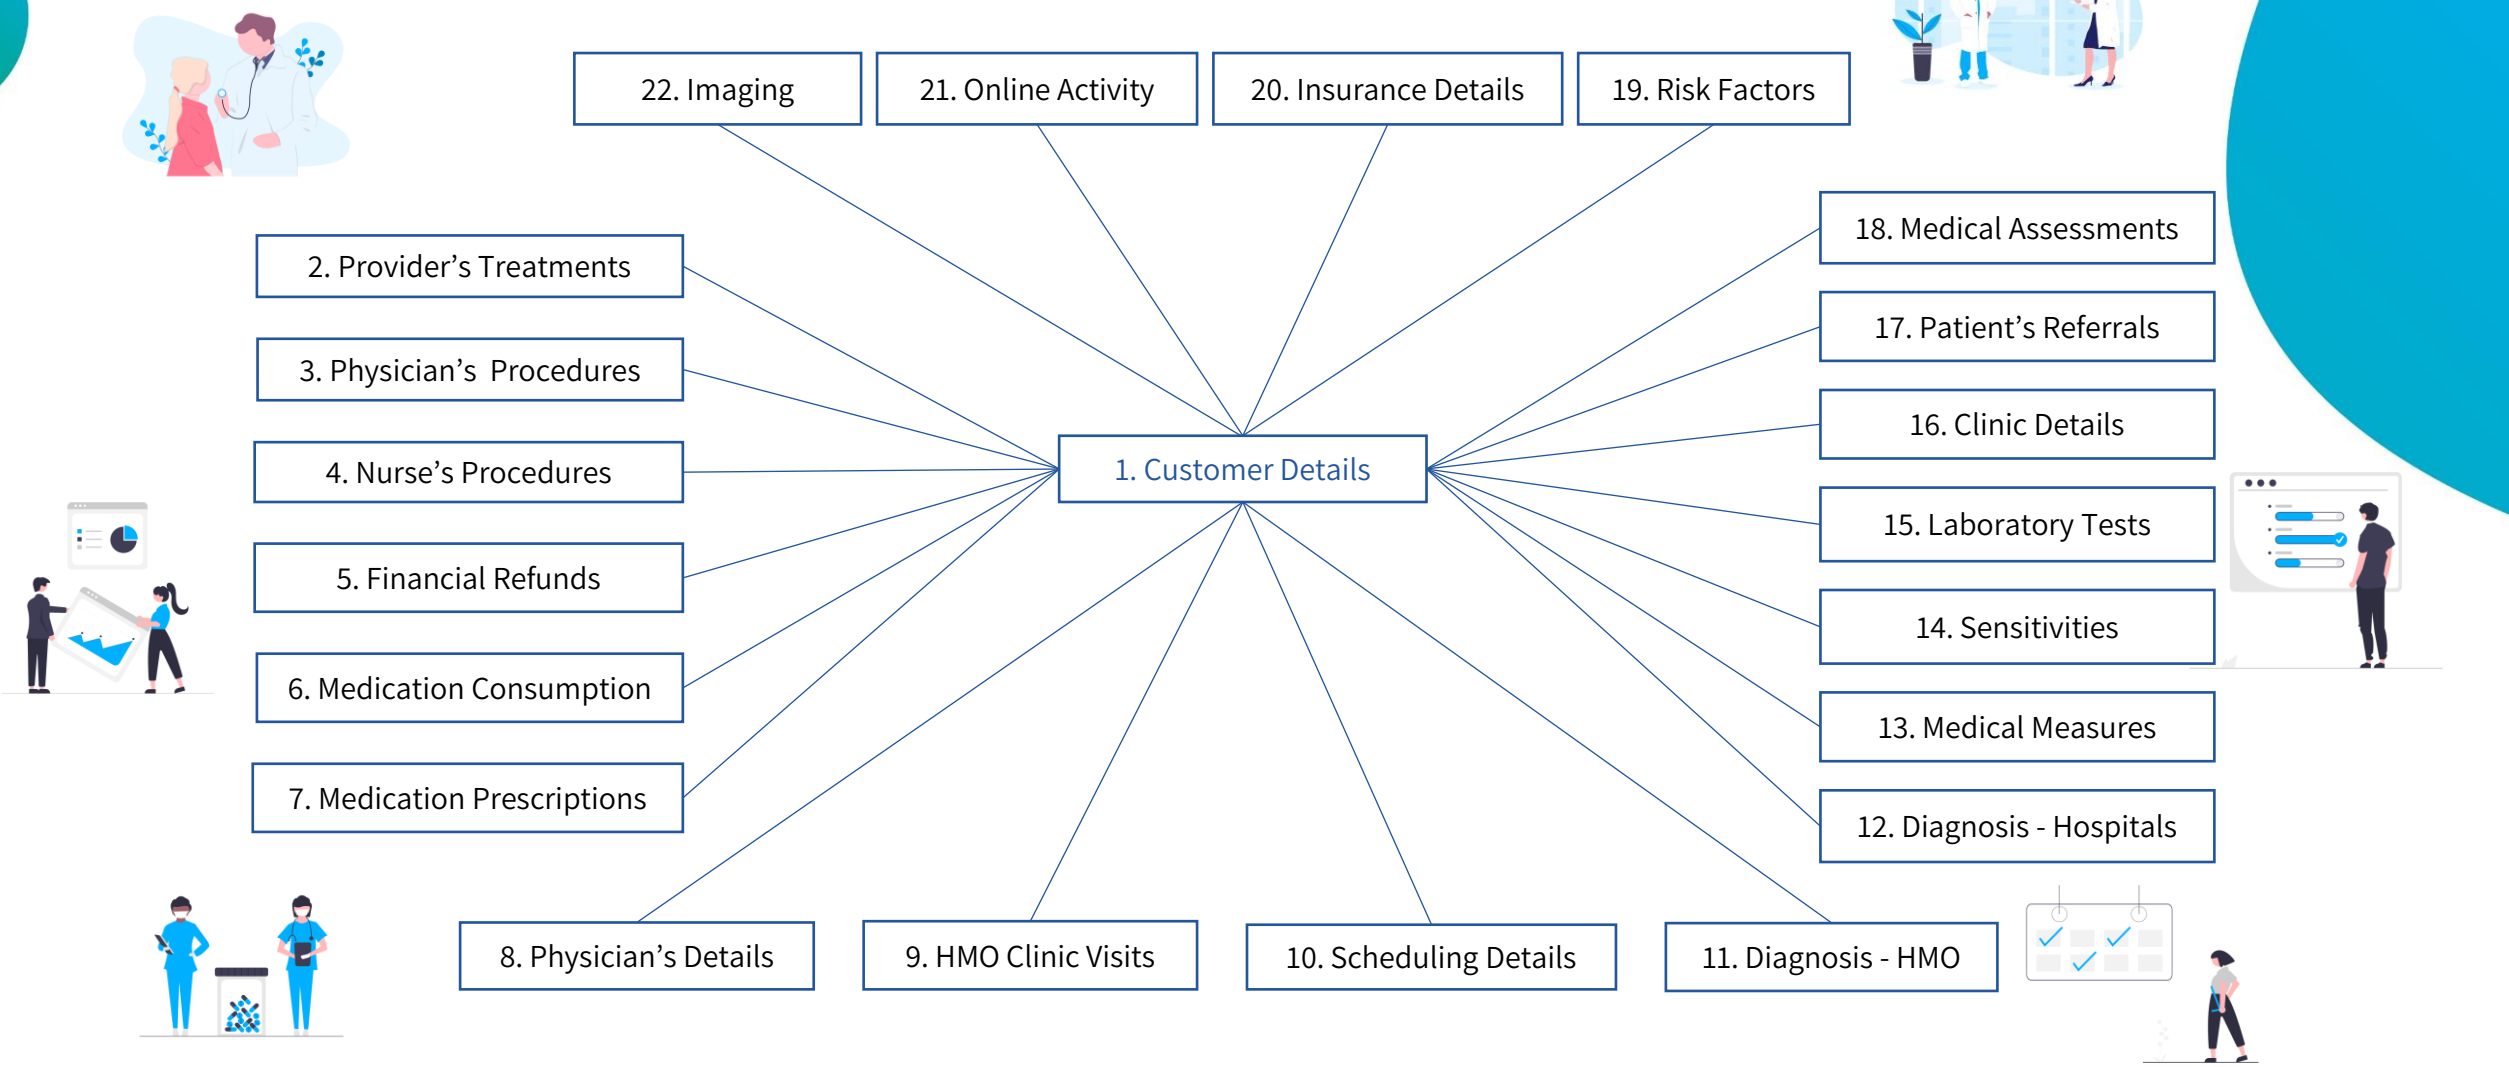 22. Imaging
21. Online Activity
20. Insurance Details
19. Risk Factors
18. Medical Assessments
2. Provider’s Treatments
17. Patient’s Referrals
3. Physician’s  Procedures
16. Clinic Details
1. Customer Details
4. Nurse’s Procedures
15. Laboratory Tests
5. Financial Refunds
14. Sensitivities
6. Medication Consumption
13. Medical Measures
7. Medication Prescriptions
12. Diagnosis - Hospitals
8. Physician’s Details
9. HMO Clinic Visits
10. Scheduling Details
11. Diagnosis - HMO